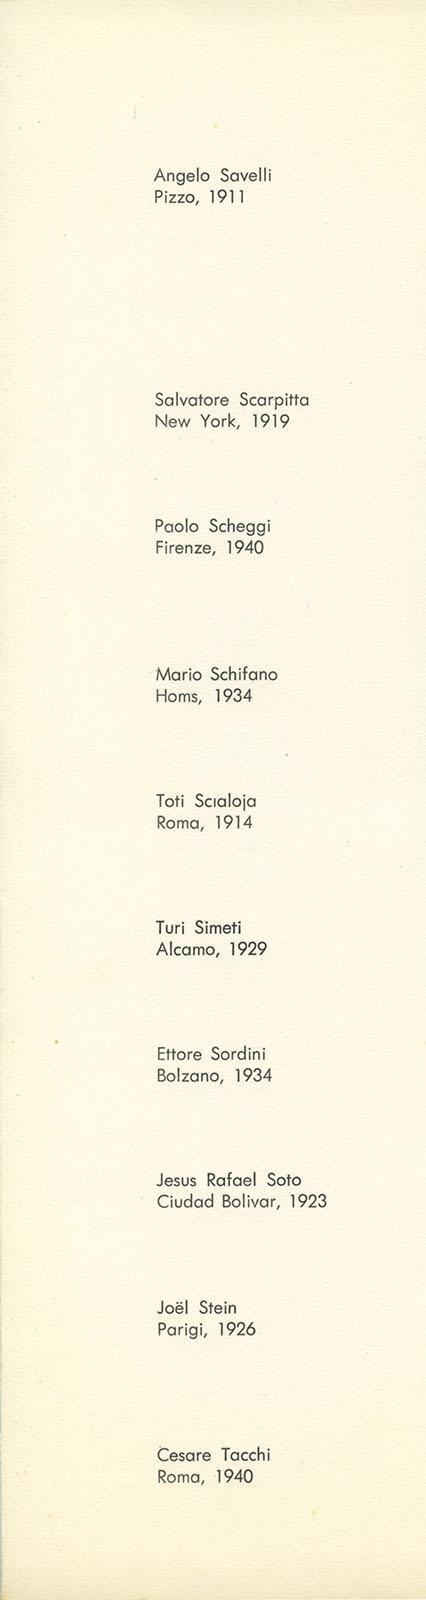 Angelo Savelli
Pizzo, 1911
Salvatore Scarpitta
New York, 1919
Paolo Scheggi
Firenze, 1940
Mario Schifano
Homs, 1934
Toti Scialoja
Roma, 1914
Turi Simeti
Alcamo, 1929
Ettore Sordini
Bolzano, 1934
Jesus Rafael Soto
Ciudad Bolivar, 1923
Joël Stein
Parigi, 1926
Cesare Tacchi
Roma, 1940